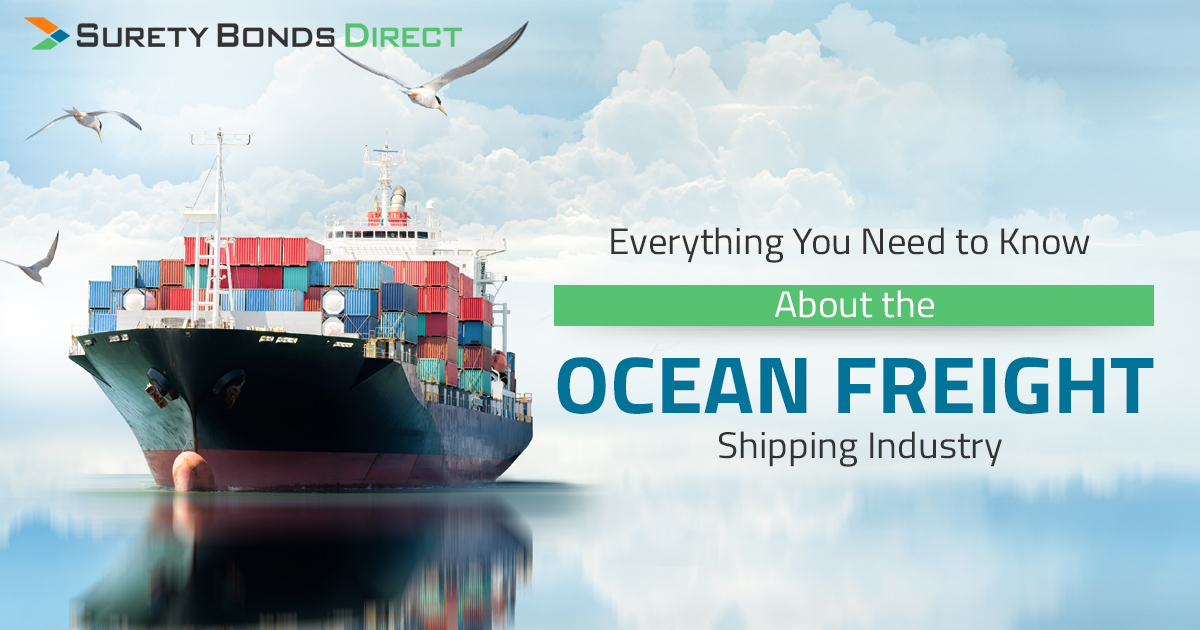 SURETY BONDS DIRECT
Everything You Need to Know
About the
OCEAN FREIGHT
Shipping Industry